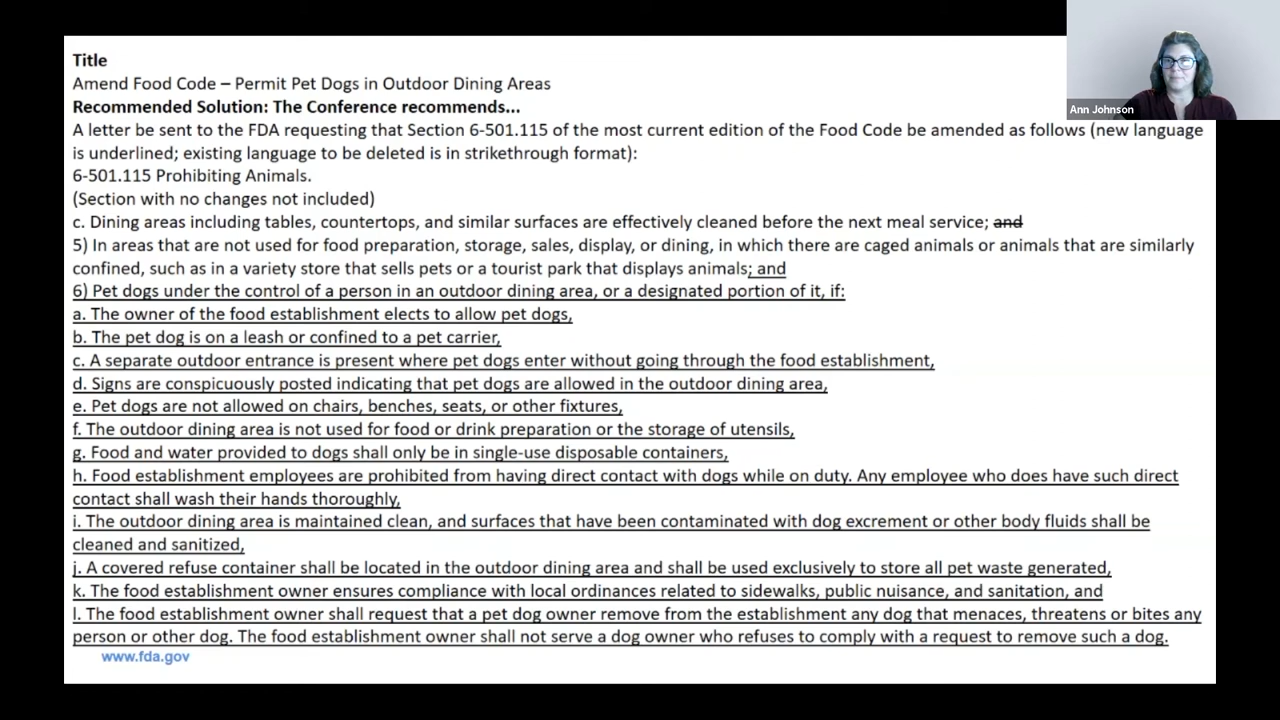 Title
Amend Food Code – Permit Pet Dogs in Outdoor Dining Areas
Recommended Solution: The Conference recommends...
Ann Johnson
A letter be sent to the FDA requesting that Section 6-501.115 of the most current edition of the Food Code be amended as follows (new language
is underlined; existing language to be deleted is in strikethrough format):
6-501.115 Prohibiting Animals.
(Section with no changes not included)
c. Dining areas including tables, countertops, and similar surfaces are effectively cleaned before the next meal service; and
5) In areas that are not used for food preparation, storage, sales, display, or dining, in which there are caged animals or animals that are similarly
confined, such as in a variety store that sells pets or a tourist park that displays animals; and
6) Pet dogs under the control of a person in an outdoor dining area, or a designated portion of it, if:
a. The owner of the food establishment elects to allow pet dogs,
b. The pet dog is on a leash or confined to a pet carrier,
c. A separate outdoor entrance is present where pet dogs enter without going through the food establishment,
d. Signs are conspicuously posted indicating that pet dogs are allowed in the outdoor dining area,
e. Pet dogs are not allowed on chairs, benches, seats, or other fixtures,
f. The outdoor dining area is not used for food or drink preparation or the storage of utensils,
g. Food and water provided to dogs shall only be in single-use disposable containers,
h. Food establishment employees are prohibited from having direct contact with dogs while on duty. Any employee who does have such direct
contact shall wash their hands thoroughly,
i. The outdoor dining area is maintained clean, and surfaces that have been contaminated with dog excrement or other body fluids shall be
cleaned and sanitized,
j. A covered refuse container shall be located in the outdoor dining area and shall be used exclusively to store all pet waste generated,
k. The food establishment owner ensures compliance with local ordinances related to sidewalks, public nuisance, and sanitation, and
l. The food establishment owner shall request that a pet dog owner remove from the establishment any dog that menaces, threatens or bites any
person or other dog. The food establishment owner shall not serve a dog owner who refuses to comply with a request to remove such a dog.
www.fda.gov